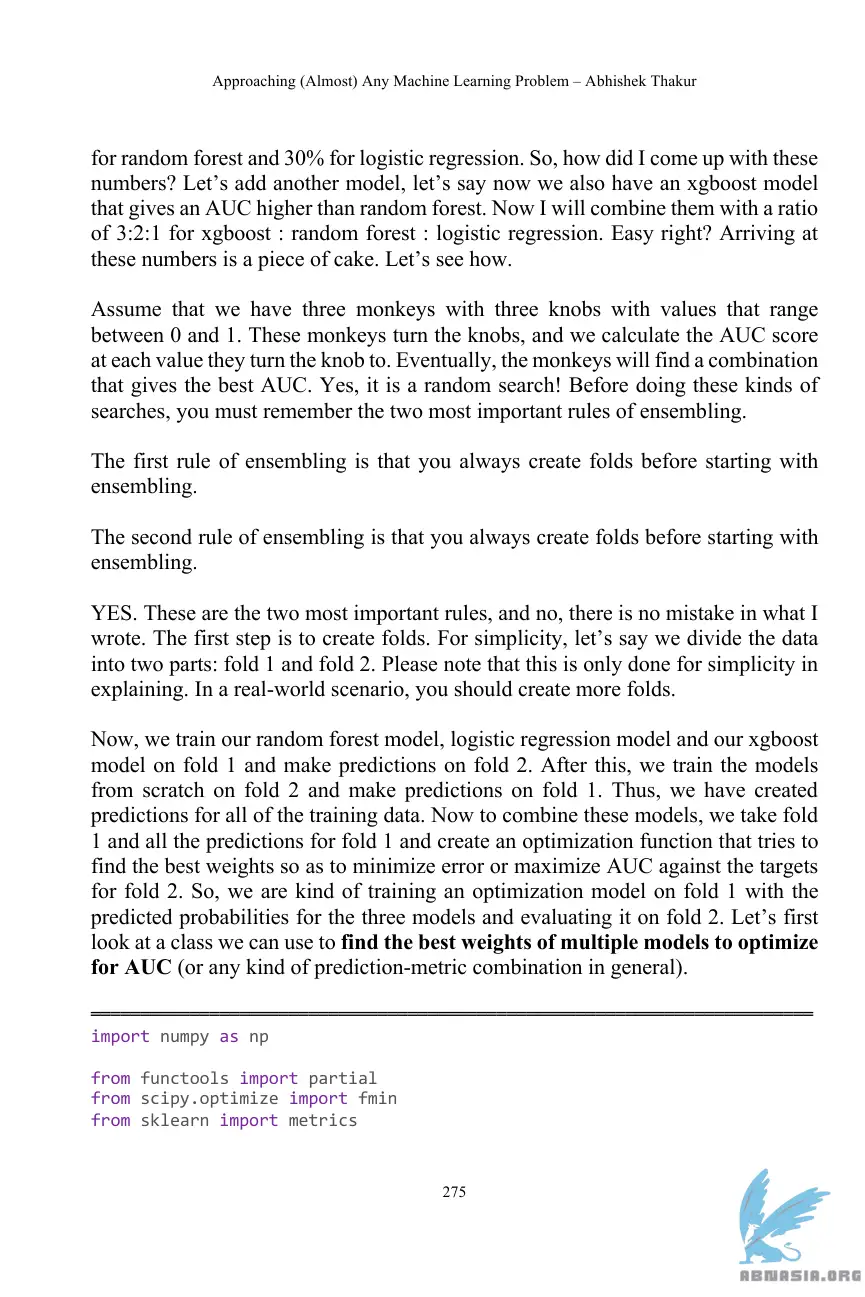 Approaching (Almost) Any Machine Learning Problem – Abhishek Thakur
for random forest and 30% for logistic regression. So, how did I come up with these
numbers? Let’s add another model, let’s say now we also have an xgboost model
that gives an AUC higher than random forest. Now I will combine them with a ratio
of 3:2:1 for xgboost : random forest : logistic regression. Easy right? Arriving at
these numbers is a piece of cake. Let’s see how.
Assume that we have three monkeys with three knobs with values that range
between 0 and 1. These monkeys turn the knobs, and we calculate the AUC score
at each value they turn the knob to. Eventually, the monkeys will find a combination
that gives the best AUC. Yes, it is a random search! Before doing these kinds of
searches, you must remember the two most important rules of ensembling.
The first rule of ensembling is that you always create folds before starting with
ensembling.
The second rule of ensembling is that you always create folds before starting with
ensembling.
YES. These are the two most important rules, and no, there is no mistake in what I
wrote. The first step is to create folds. For simplicity, let’s say we divide the data
into two parts: fold 1 and fold 2. Please note that this is only done for simplicity in
explaining. In a real-world scenario, you should create more folds.
Now, we train our random forest model, logistic regression model and our xgboost
model on fold 1 and make predictions on fold 2. After this, we train the models
from scratch on fold 2 and make predictions on fold 1. Thus, we have created
predictions for all of the training data. Now to combine these models, we take fold
1 and all the predictions for fold 1 and create an optimization function that tries to
find the best weights so as to minimize error or maximize AUC against the targets
for fold 2. So, we are kind of training an optimization model on fold 1 with the
predicted probabilities for the three models and evaluating it on fold 2. Let’s first
look at a class we can use to find the best weights of multiple models to optimize
for AUC (or any kind of prediction-metric combination in general).
import numpy as np
from functools import partial
from scipy.optimize import fmin
from sklearn import metrics
275
ABNASIA.ORG